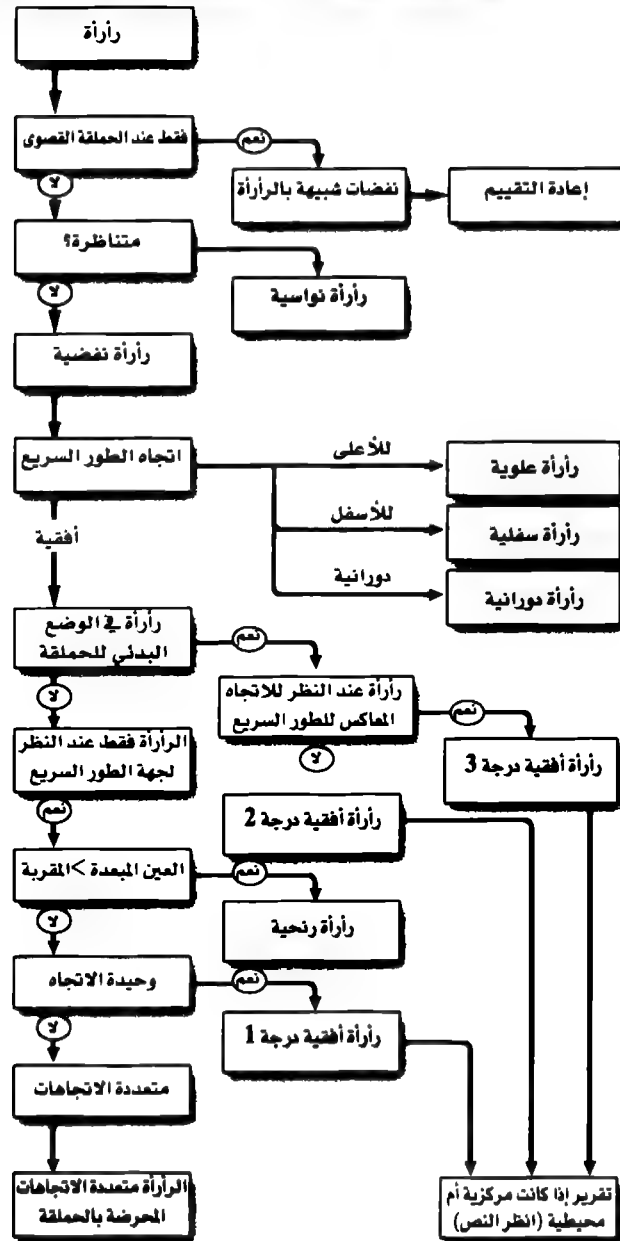 رأرأة
فقط عند الحملقة القصوى
نعم
لا
نفضات شبيهة بالرأرأة
إعادة التقييم
متناظرة؟
لا
رأرأة نواسية
رأرأة نفضية
اتجاه الطور السريع
للأعلى
رأرأة علوية
للأسفل
رأرأة سفلية
دورانية
رأرأة دورانية
أفقية
رأرأة في الوضع
البدئي للحملقة
نعم
لا
رأرأة عند النظر للاتجاه
المعاكس للطور السريع
نعم
لا
رأرأة أفقية درجة 3
الرأرأة فقط عند النظر
لجهة الطور السريع
نعم
رأرأة أفقية درجة 2
العين المبعدة > المقربة
نعم
لا
رأرأة رنحية
وحيدة الاتجاه
نعم
لا
رأرأة أفقية درجة 1
متعددة الاتجاهات
الرأرأة متعددة الاتجاهات
المحرضة بالحملقة
تقرير إذا كانت مركزية أم
محيطية (انظر النص)